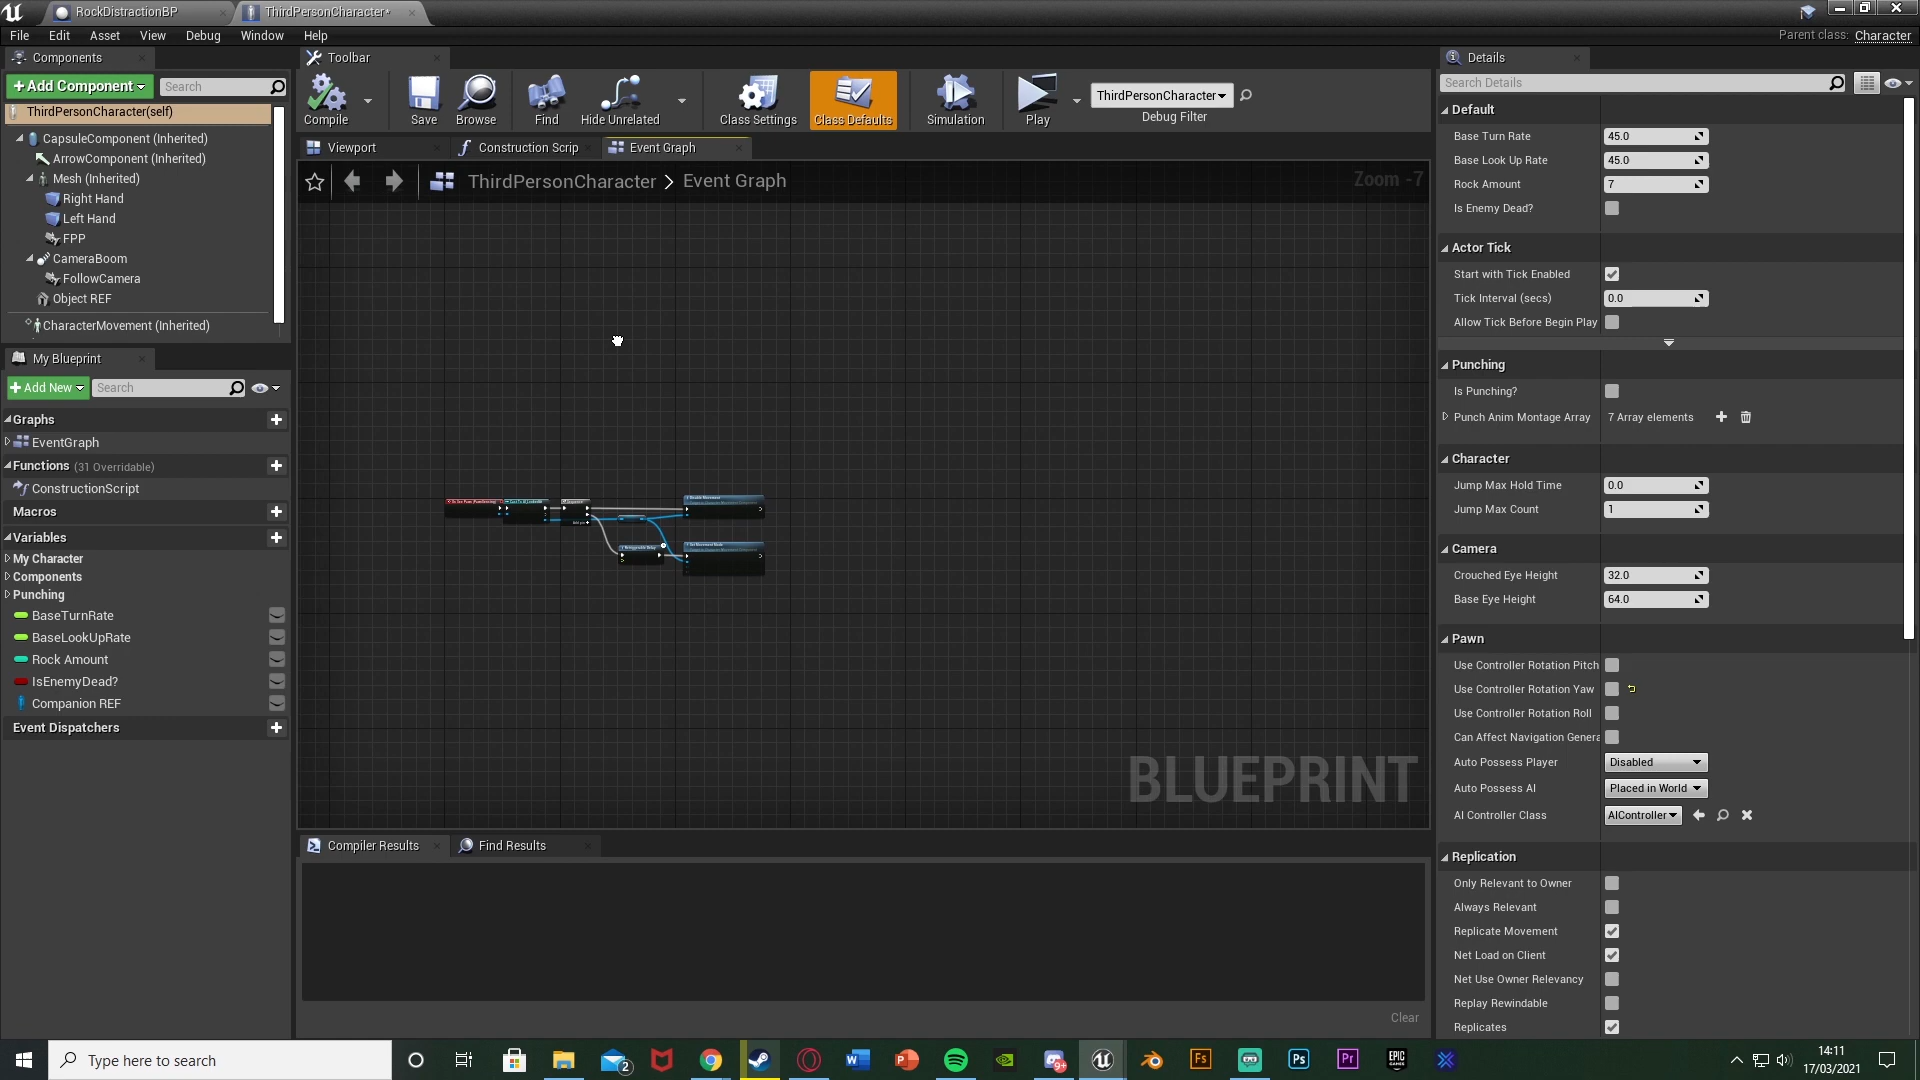 RockDistractionBP
ThirdPersonCharacter*
File Edit Asset View Debug Window Help
Parent class: Character
Components
Toolbar
Details
+ Add Component
Search
Compile
Save
Browse
Find
Hide Unrelated
Class Settings
Class Defaults
Simulation
Play
ThirdPersonCharacter
Debug Filter
Search Details
ThirdPersonCharacter(self)
CapsuleComponent (Inherited)
ArrowComponent (Inherited)
Mesh (Inherited)
Right Hand
Left Hand
FPP
CameraBoom
FollowCamera
Object REF
CharacterMovement (Inherited)
Viewport
Construction Scrip
Event Graph
ThirdPersonCharacter > Event Graph
Zoom -7
BLUEPRINT
My Blueprint
+ Add New
Search
Graphs
EventGraph
Functions (31 Overridable)
ConstructionScript
Macros
Variables
My Character
Components
Punching
BaseTurnRate
BaseLookUpRate
Rock Amount
IsEnemyDead?
Companion REF
Event Dispatchers
Compiler Results
Find Results
Clear
Default
Base Turn Rate 45.0
Base Look Up Rate 45.0
Rock Amount 7
Is Enemy Dead?
Actor Tick
Start with Tick Enabled
Tick Interval (secs) 0.0
Allow Tick Before Begin Play
Punching
Is Punching?
Punch Anim Montage Array 7 Array elements
Character
Jump Max Hold Time 0.0
Jump Max Count 1
Camera
Crouched Eye Height 32.0
Base Eye Height 64.0
Pawn
Use Controller Rotation Pitch
Use Controller Rotation Yaw
Use Controller Rotation Roll
Can Affect Navigation Genera
Auto Possess Player Disabled
Auto Possess AI Placed in World
AI Controller Class AIController
Replication
Only Relevant to Owner
Always Relevant
Replicate Movement
Net Load on Client
Net Use Owner Relevancy
Replay Rewindable
Replicates
Type here to search
14:11
17/03/2021